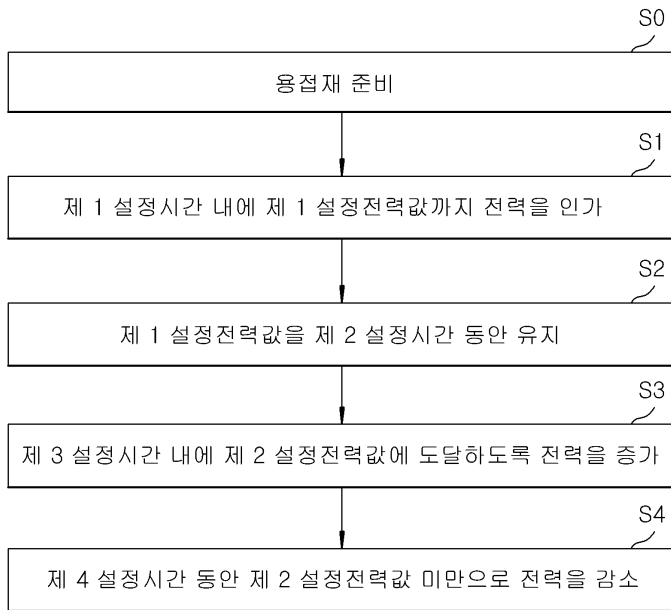 S0
용접재 준비
S1
제 1 설정시간 내에 제 1 설정전력값까지 전력을 인가
S2
제 1 설정전력값을 제 2 설정시간 동안 유지
S3
제 3 설정시간 내에 제 2 설정전력값에 도달하도록 전력을 증가
S4
제 4 설정시간 동안 제 2 설정전력값 미만으로 전력을 감소